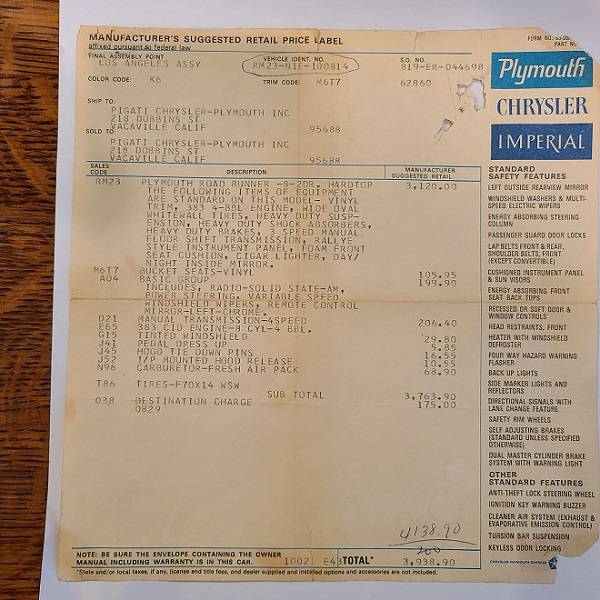 MANUFACTURER'S SUGGESTED RETAIL PRICE LABEL
affixed pursuant to federal law
FORM NO.
PART N
FINAL ASSEMBLY POINT
LOS ANGELES ASSY
VEHICLE IDENT. NO.
RM23-N1E-100814
S.O. NO.
819-ER-044698
COLOR CODE: K6
TRIM CODE: M6T7
62860
SHIP TO:
PIGATI CHRYSLER-PLYMOUTH INC
218 DOBBINS ST
VACAVILLE CALIF 95688
SOLD TO:
PIGATI CHRYSLER-PLYMOUTH INC
218 DOBBINS ST
VACAVILLE CALIF 95688
SALES CODE DESCRIPTION MANUFACTURER SUGGESTED RETAIL
RM23 PLYMOUTH ROAD RUNNER -8-2DR. HARDTOP 3,120.00
THE FOLLOWING ITEMS OF EQUIPMENT
ARE STANDARD ON THIS MODEL- VINYL
TRIM, 383 4-BBL ENGINE, WIDE OVAL
WHITEWALL TIRES, HEAVY DUTY SUSP-
ENSION, HEAVY DUTY SHOCK ABSORBERS,
HEAVY DUTY BRAKES, 3 SPEED MANUAL
FLOOR SHIFT TRANSMISSION, RALLYE
STYLE INSTRUMENT PANEL, FOAM FRONT
SEAT CUSHION, CIGAR LIGHTER, DAY/
NIGHT INSIDE MIRROR.
M6T7 BUCKET SEATS-VINYL 105.95
A04 BASIC GROUP 199.90
INCLUDES, RADIO-SOLID STATE-AM,
POWER STEERING, VARIABLE SPEED
WINDSHIELD WIPERS, REMOTE CONTROL
MIRROR-LEFT-CHROME.
D21 MANUAL TRANSMISSION-4SPEED 206.40
E65 383 CID ENGINE-8 CYL-4 BBL.
G15 TINTED WINDSHIELD 29.80
J41 PEDAL DRESS UP 5.85
J45 HOOD TIE DOWN PINS 16.55
J52 I/P MOUNTED HOOD RELEASE 10.55
N96 CARBURETOR-FRESH AIR PACK 68.90
T86 TIRES-F70X14 WSW
SUB TOTAL 3,763.90
038 DESTINATION CHARGE 175.00
0829
4138.90
200
NOTE: BE SURE THE ENVELOPE CONTAINING THE OWNER
MANUAL INCLUDING WARRANTY IS IN THIS CAR. 1002 E43 TOTAL* 3,938.90
*State and/or local taxes, if any, license and title fees, and dealer supplied and installed options and accessories are not included.
Plymouth
CHRYSLER
IMPERIAL
STANDARD
SAFETY FEATURES
LEFT OUTSIDE REARVIEW MIRROR
WINDSHIELD WASHERS & MULTI-
SPEED ELECTRIC WIPERS
ENERGY ABSORBING STEERING
COLUMN
PASSENGER GUARD DOOR LOCKS
LAP BELTS FRONT & REAR,
SHOULDER BELTS, FRONT
(EXCEPT CONVERTIBLE)
CUSHIONED INSTRUMENT PANEL
& SUN VISORS
ENERGY ABSORBING FRONT
SEAT BACK TOPS
RECESSED OR SOFT DOOR &
WINDOW CONTROLS
HEAD RESTRAINTS, FRONT
HEATER WITH WINDSHIELD
DEFROSTER
FOUR WAY HAZARD WARNING
FLASHER
BACK UP LIGHTS
SIDE MARKER LIGHTS AND
REFLECTORS
DIRECTIONAL SIGNALS WITH
LANE CHANGE FEATURE
SAFETY RIM WHEELS
SELF ADJUSTING BRAKES
(STANDARD UNLESS SPECIFIED
OTHERWISE)
DUAL MASTER CYLINDER BRAKE
SYSTEM WITH WARNING LIGHT
OTHER
STANDARD FEATURES
ANTI-THEFT LOCK STEERING WHEEL
IGNITION KEY WARNING BUZZER
CLEANER AIR SYSTEM (EXHAUST &
EVAPORATIVE EMISSION CONTROL)
TORSION BAR SUSPENSION
KEYLESS DOOR LOCKING
CHRYSLER-PLYMOUTH DIVISION